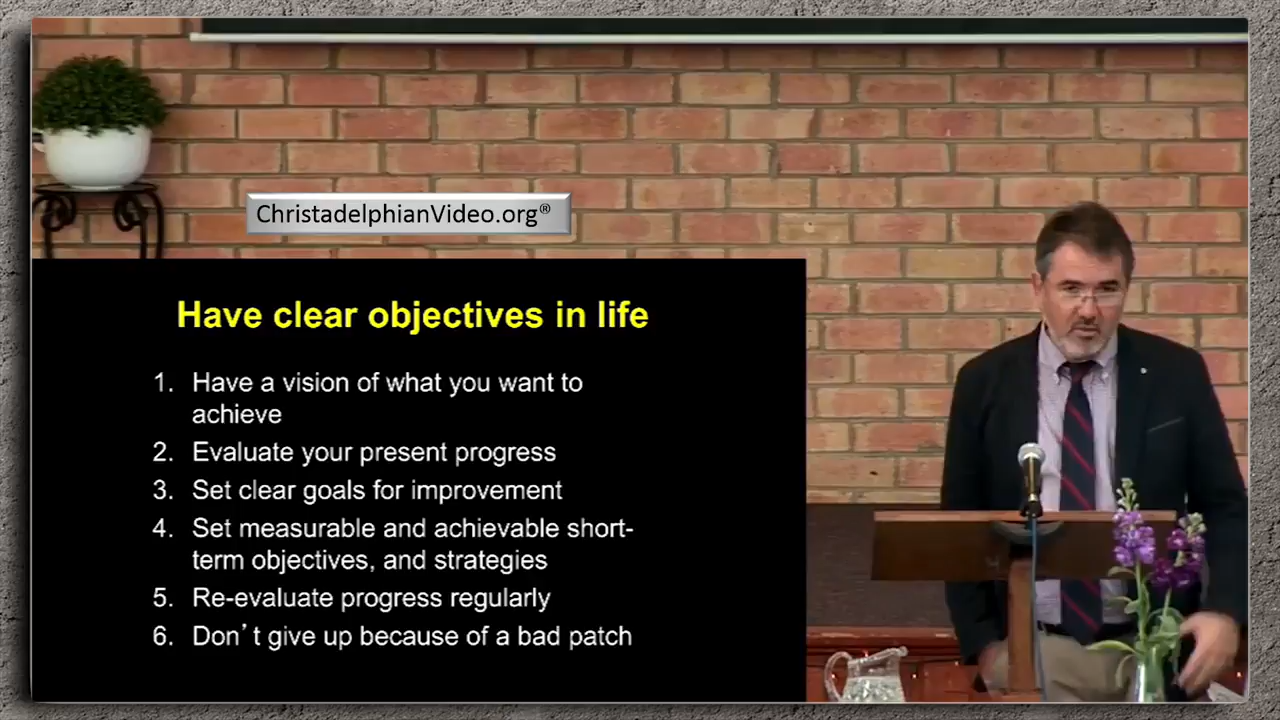 ChristadelphianVideo.org®
Have clear objectives in life
1. Have a vision of what you want to
achieve
2. Evaluate your present progress
3. Set clear goals for improvement
4. Set measurable and achievable short-
term objectives, and strategies
5. Re-evaluate progress regularly
6. Don’t give up because of a bad patch